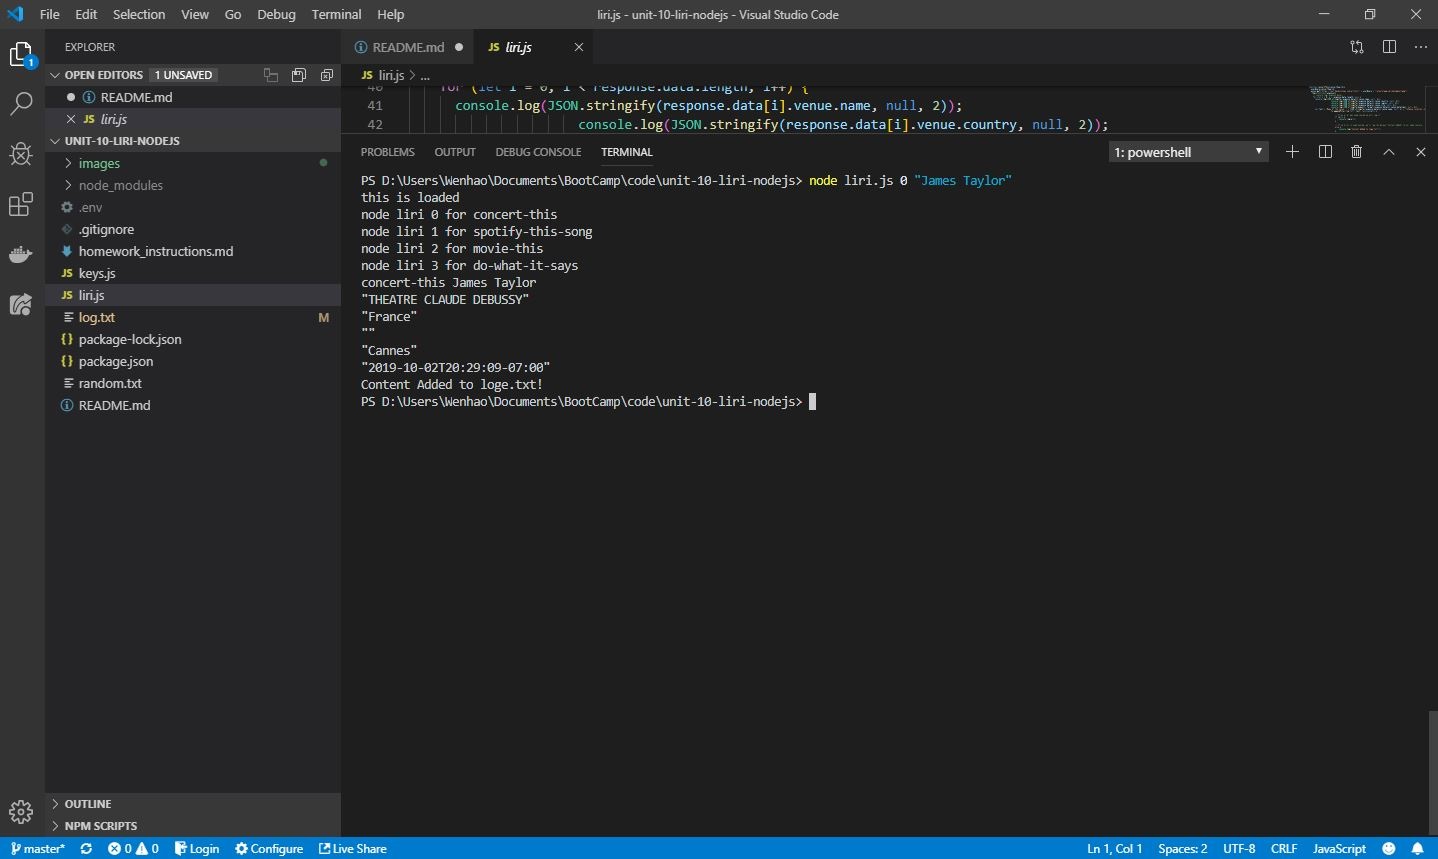 File Edit Selection View Go Debug Terminal Help
liri.js - unit-10-liri-nodejs - Visual Studio Code
EXPLORER
OPEN EDITORS 1 UNSAVED
README.md
JS liri.js
UNIT-10-LIRI-NODEJS
images
node_modules
.env
.gitignore
homework_instructions.md
JS keys.js
JS liri.js
log.txt M
{} package-lock.json
{} package.json
random.txt
README.md
OUTLINE
NPM SCRIPTS
1
README.md
JS liri.js
JS liri.js > ...
40 for (let i = 0; i < response.data.length; i++) {
41 console.log(JSON.stringify(response.data[i].venue.name, null, 2));
42 console.log(JSON.stringify(response.data[i].venue.country, null, 2));
PROBLEMS OUTPUT DEBUG CONSOLE TERMINAL
1: powershell
PS D:\Users\Wenhao\Documents\BootCamp\code\unit-10-liri-nodejs> node liri.js 0 "James Taylor"
this is loaded
node liri 0 for concert-this
node liri 1 for spotify-this-song
node liri 2 for movie-this
node liri 3 for do-what-it-says
concert-this James Taylor
"THEATRE CLAUDE DEBUSSY"
"France"
""
"Cannes"
"2019-10-02T20:29:09-07:00"
Content Added to loge.txt!
PS D:\Users\Wenhao\Documents\BootCamp\code\unit-10-liri-nodejs>
master* 0 0 Login Configure Live Share
Ln 1, Col 1 Spaces: 2 UTF-8 CRLF JavaScript